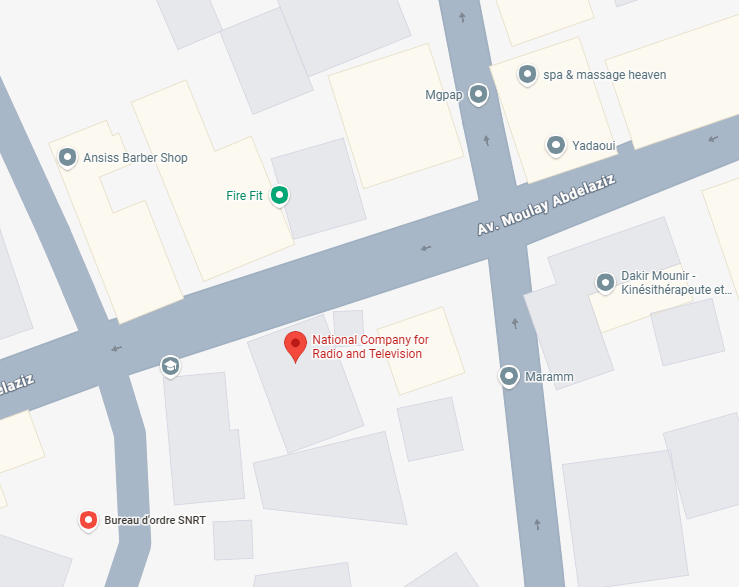 spa & massage heaven
Mgpap
Yadaoui
Ansiss Barber Shop
Fire Fit
Av. Moulay Abdelaziz
Dakir Mounir -
Kinésithérapeute et...
National Company for
Radio and Television
Maramm
elaziz
Bureau d'ordre SNRT